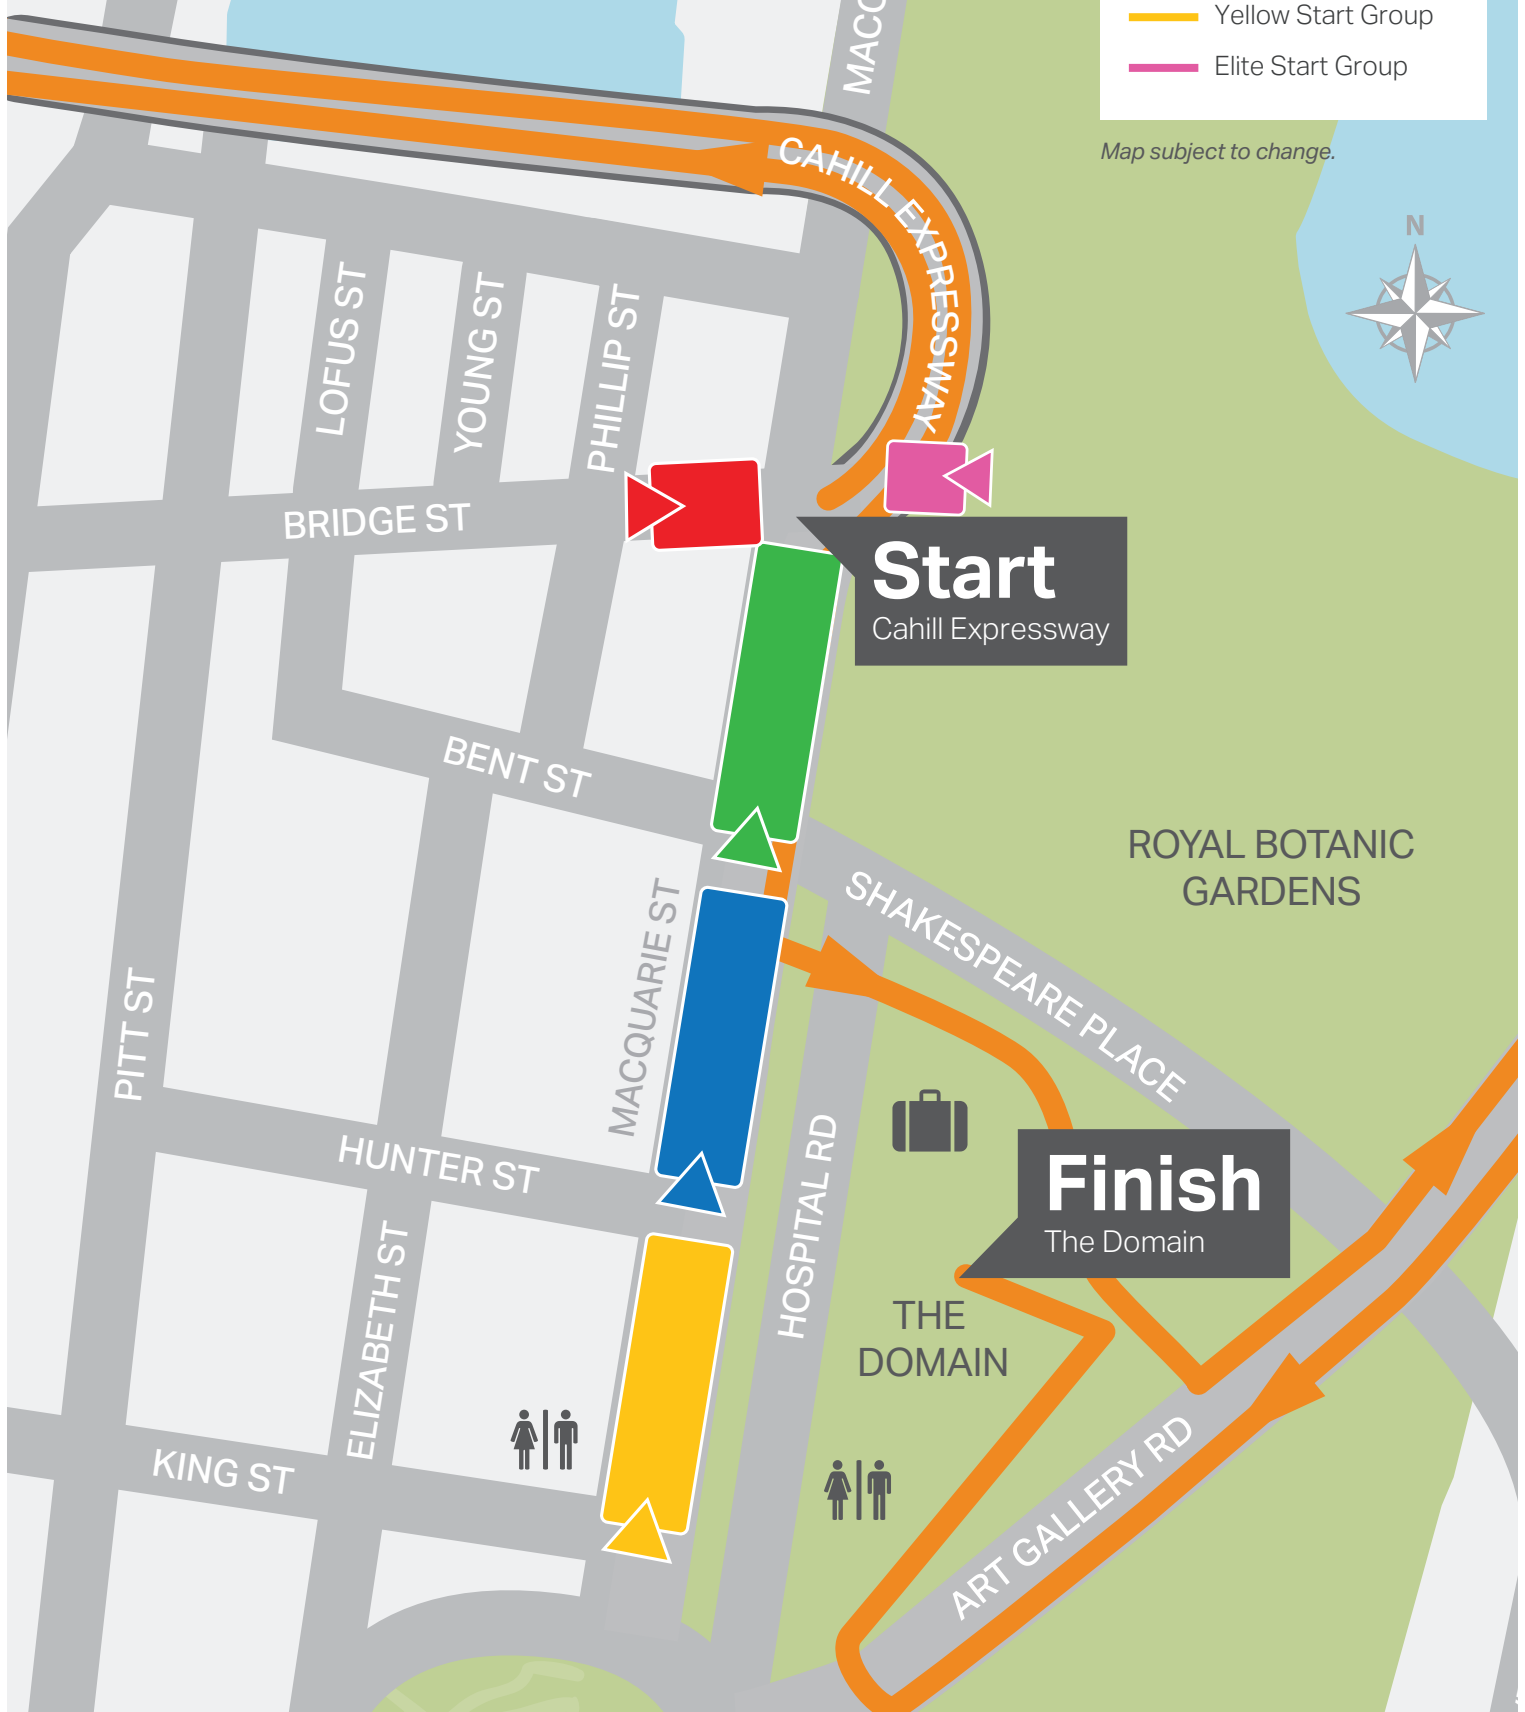 MACQ
Yellow Start Group
Elite Start Group
Map subject to change.
N
CAHILL EXPRESSWAY
LOFUS ST
YOUNG ST
PHILLIP ST
BRIDGE ST
Start
Cahill Expressway
BENT ST
ROYAL BOTANIC
GARDENS
SHAKESPEARE PLACE
MACQUARIE ST
PITT ST
HUNTER ST
HOSPITAL RD
Finish
The Domain
ELIZABETH ST
THE
DOMAIN
KING ST
ART GALLERY RD